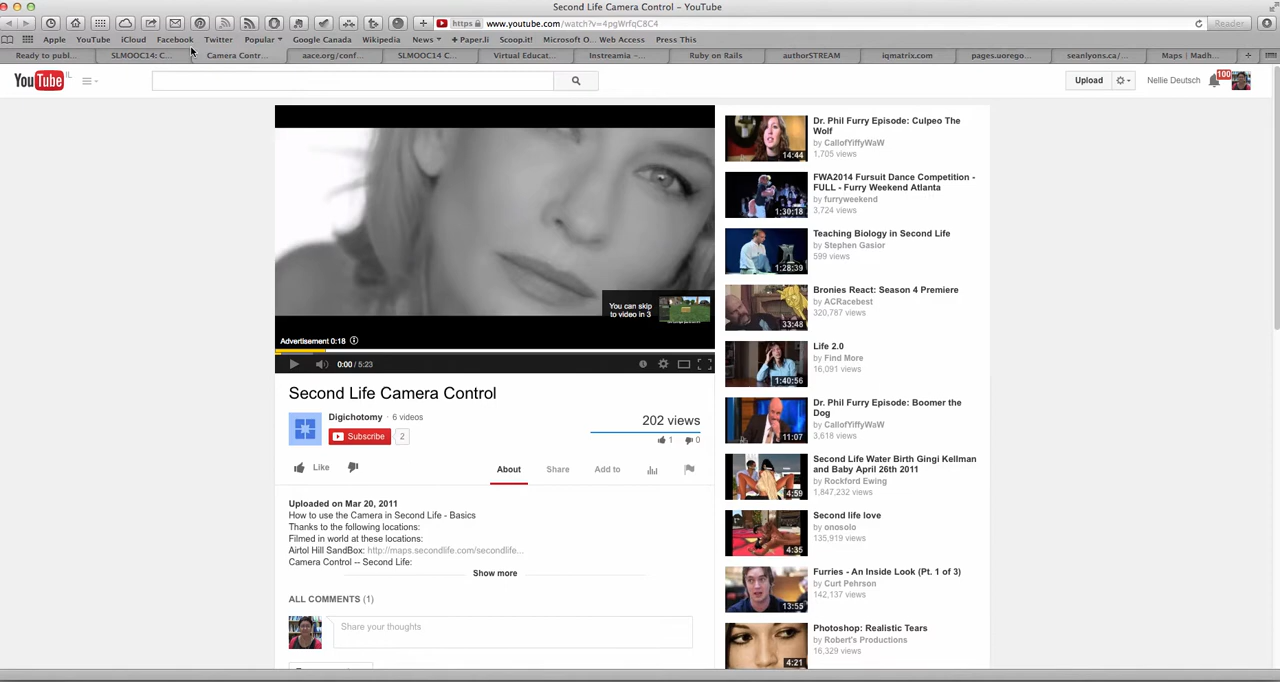 Second Life Camera Control - YouTube
https www.youtube.com/watch?v=4pgWrfqC8C4 Reader
Apple YouTube iCloud Facebook Twitter Popular Google Canada Wikipedia News + Paper.li Scoop.it! Microsoft O... Web Access Press This
Ready to publ... SLMOOC14: C... Camera Contr... aace.org/conf... SLMOOC14 C... Virtual Educat... Instreamia –... Ruby on Rails authorSTREAM iqmatrix.com pages.uorego... seanlyons.ca/... Maps | Madh...
YouTube IL Upload Nellie Deutsch 100
You can skip
to video in 3
Advertisement 0:18
0:00 / 5:23
Second Life Camera Control
Digichotomy · 6 videos
Subscribe 2
202 views
1 0
Like About Share Add to
Uploaded on Mar 20, 2011
How to use the Camera in Second Life - Basics
Thanks to the following locations:
Filmed in world at these locations:
Airtol Hill SandBox: http://maps.secondlife.com/secondlife...
Camera Control -- Second Life:
Show more
ALL COMMENTS (1)
Share your thoughts
14:44
Dr. Phil Furry Episode: Culpeo The
Wolf
by CallofYiffyWaW
1,705 views
1:30:18
FWA2014 Fursuit Dance Competition -
FULL - Furry Weekend Atlanta
by furryweekend
3,724 views
1:28:39
Teaching Biology in Second Life
by Stephen Gasior
599 views
33:48
Bronies React: Season 4 Premiere
by ACRacebest
320,787 views
1:40:56
Life 2.0
by Find More
16,091 views
11:07
Dr. Phil Furry Episode: Boomer the
Dog
by CallofYiffyWaW
3,618 views
4:59
Second Life Water Birth Gingi Kellman
and Baby April 26th 2011
by Rockford Ewing
1,847,232 views
4:35
Second life love
by onosolo
135,919 views
13:55
Furries - An Inside Look (Pt. 1 of 3)
by Curt Pehrson
142,127 views
4:21
Photoshop: Realistic Tears
by Robert's Productions
16,329 views